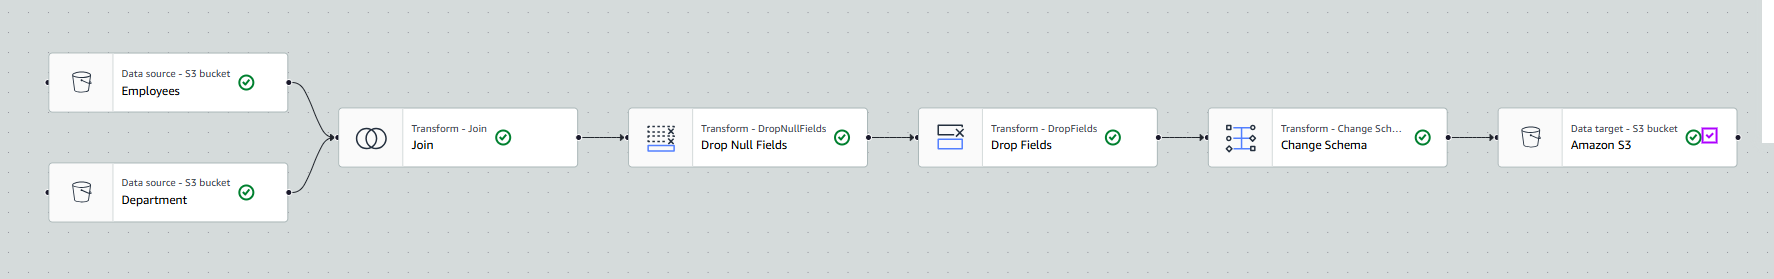 Data source - S3 bucket
Employees
Data source - S3 bucket
Department
Transform - Join
Join
Transform - DropNullFields
Drop Null Fields
Transform - DropFields
Drop Fields
Transform - Change Sch...
Change Schema
Data target - S3 bucket
Amazon S3